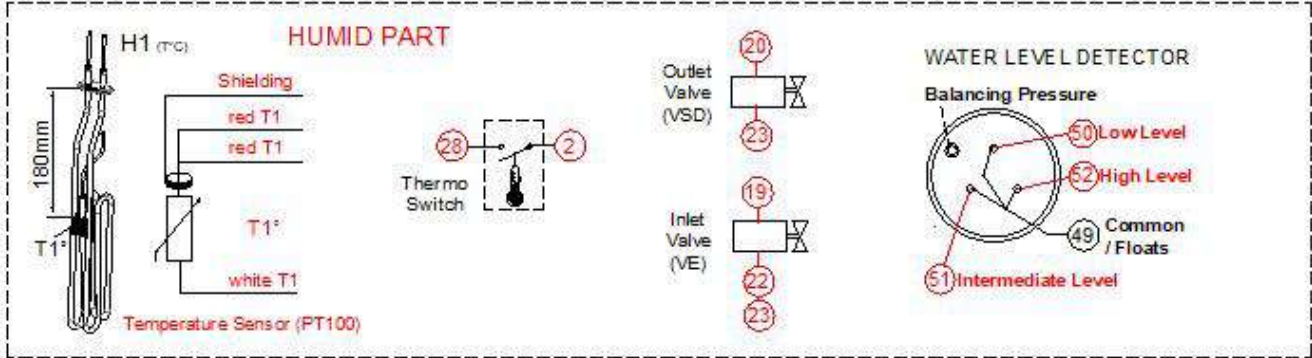 HUMID PART
H1 (T°C)
180mm
T1°
Shielding
red T1
red T1
T1°
white T1
Temperature Sensor (PT100)
28
2
Thermo
Switch
20
Outlet
Valve
(VSD)
23
19
Inlet
Valve
(VE)
22
23
WATER LEVEL DETECTOR
Balancing Pressure
50 Low Level
52 High Level
49 Common
/ Floats
51 Intermediate Level